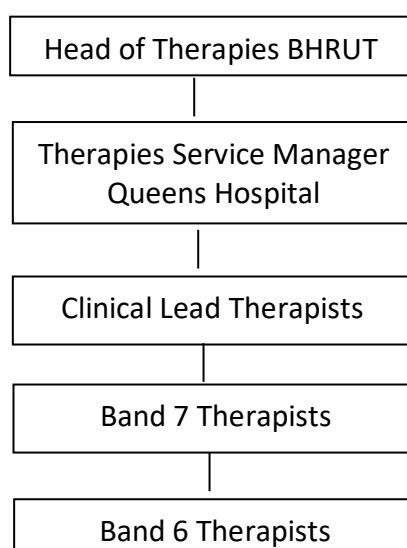 Head of Therapies BHRUT
Therapies Service Manager
Queens Hospital
Clinical Lead Therapists
Band 7 Therapists
Band 6 Therapists